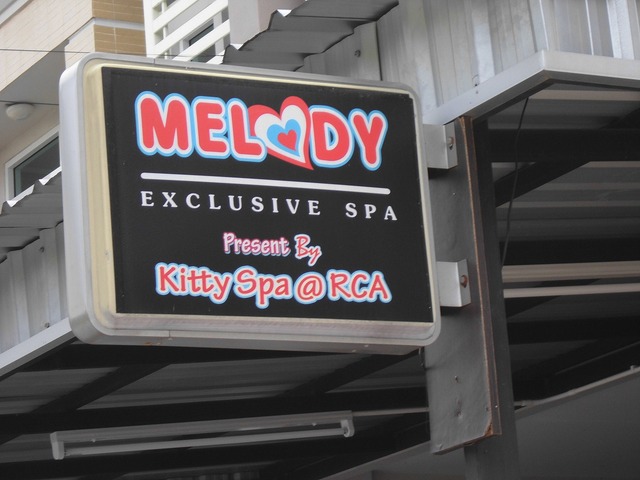 MELODY
EXCLUSIVE SPA
Present By
Kitty Spa @ RCA